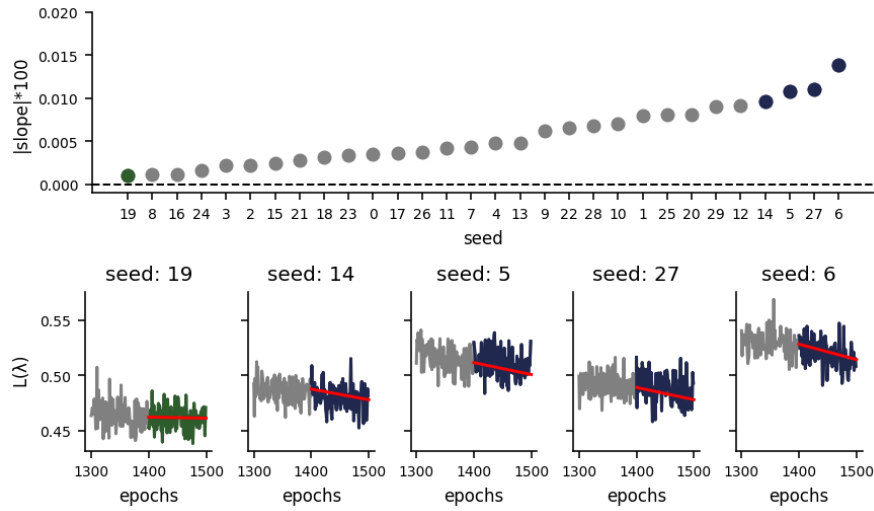 0.020
0.015
0.010
0.005
0.000
|slope|*100
19 8 16 24 3 2 15 21 18 23 0 17 26 11 7 4 13 9 22 28 10 1 25 20 29 12 14 5 27 6
seed
seed: 19 seed: 14 seed: 5 seed: 27 seed: 6
0.55
0.50
0.45
L(λ)
1300 1400 1500 1300 1400 1500 1300 1400 1500 1300 1400 1500 1300 1400 1500
epochs epochs epochs epochs epochs